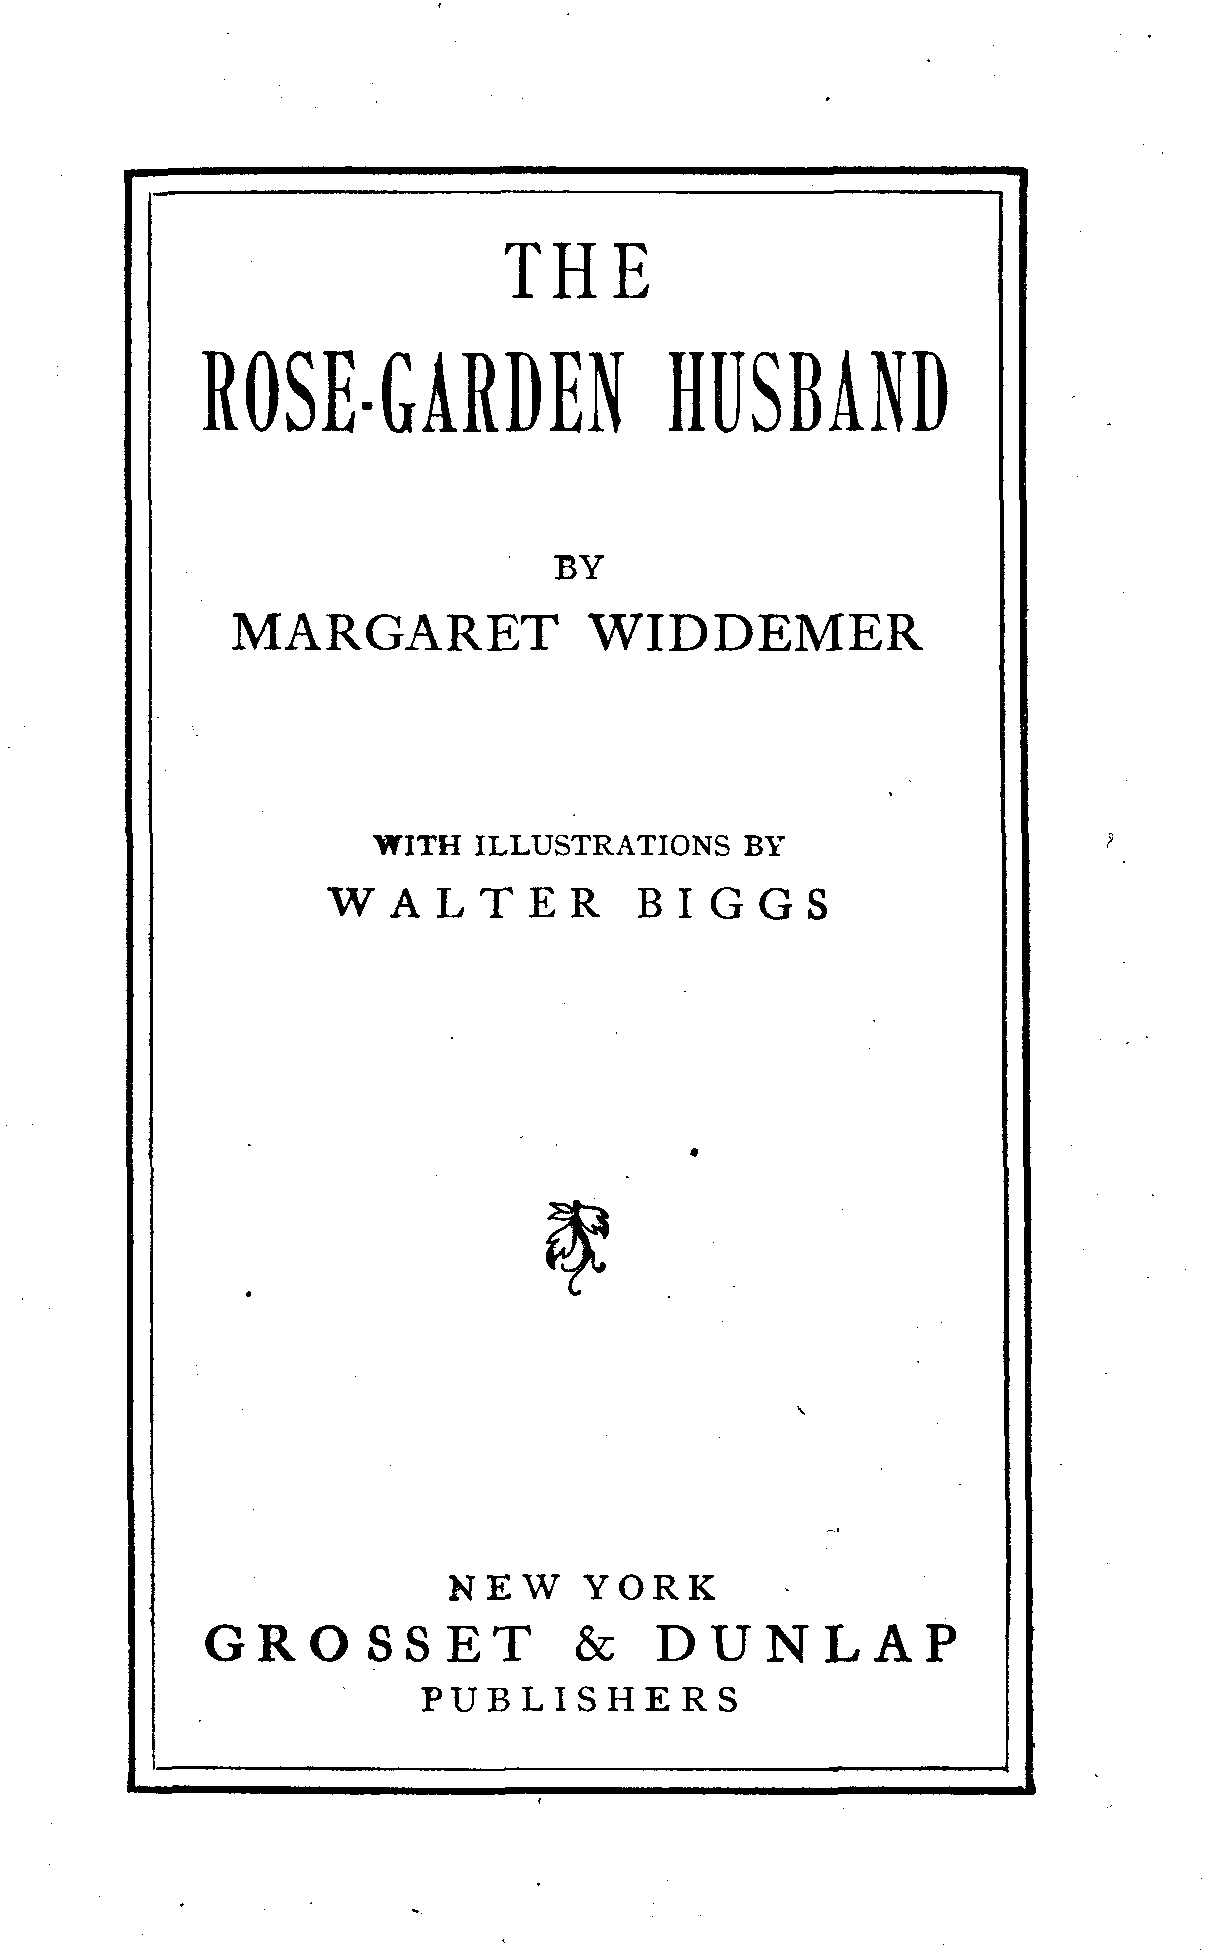 THE
ROSE-GARDEN HUSBAND
BY
MARGARET WIDDEMER
WITH ILLUSTRATIONS BY
WALTER BIGGS
NEW YORK
GROSSET & DUNLAP
PUBLISHERS